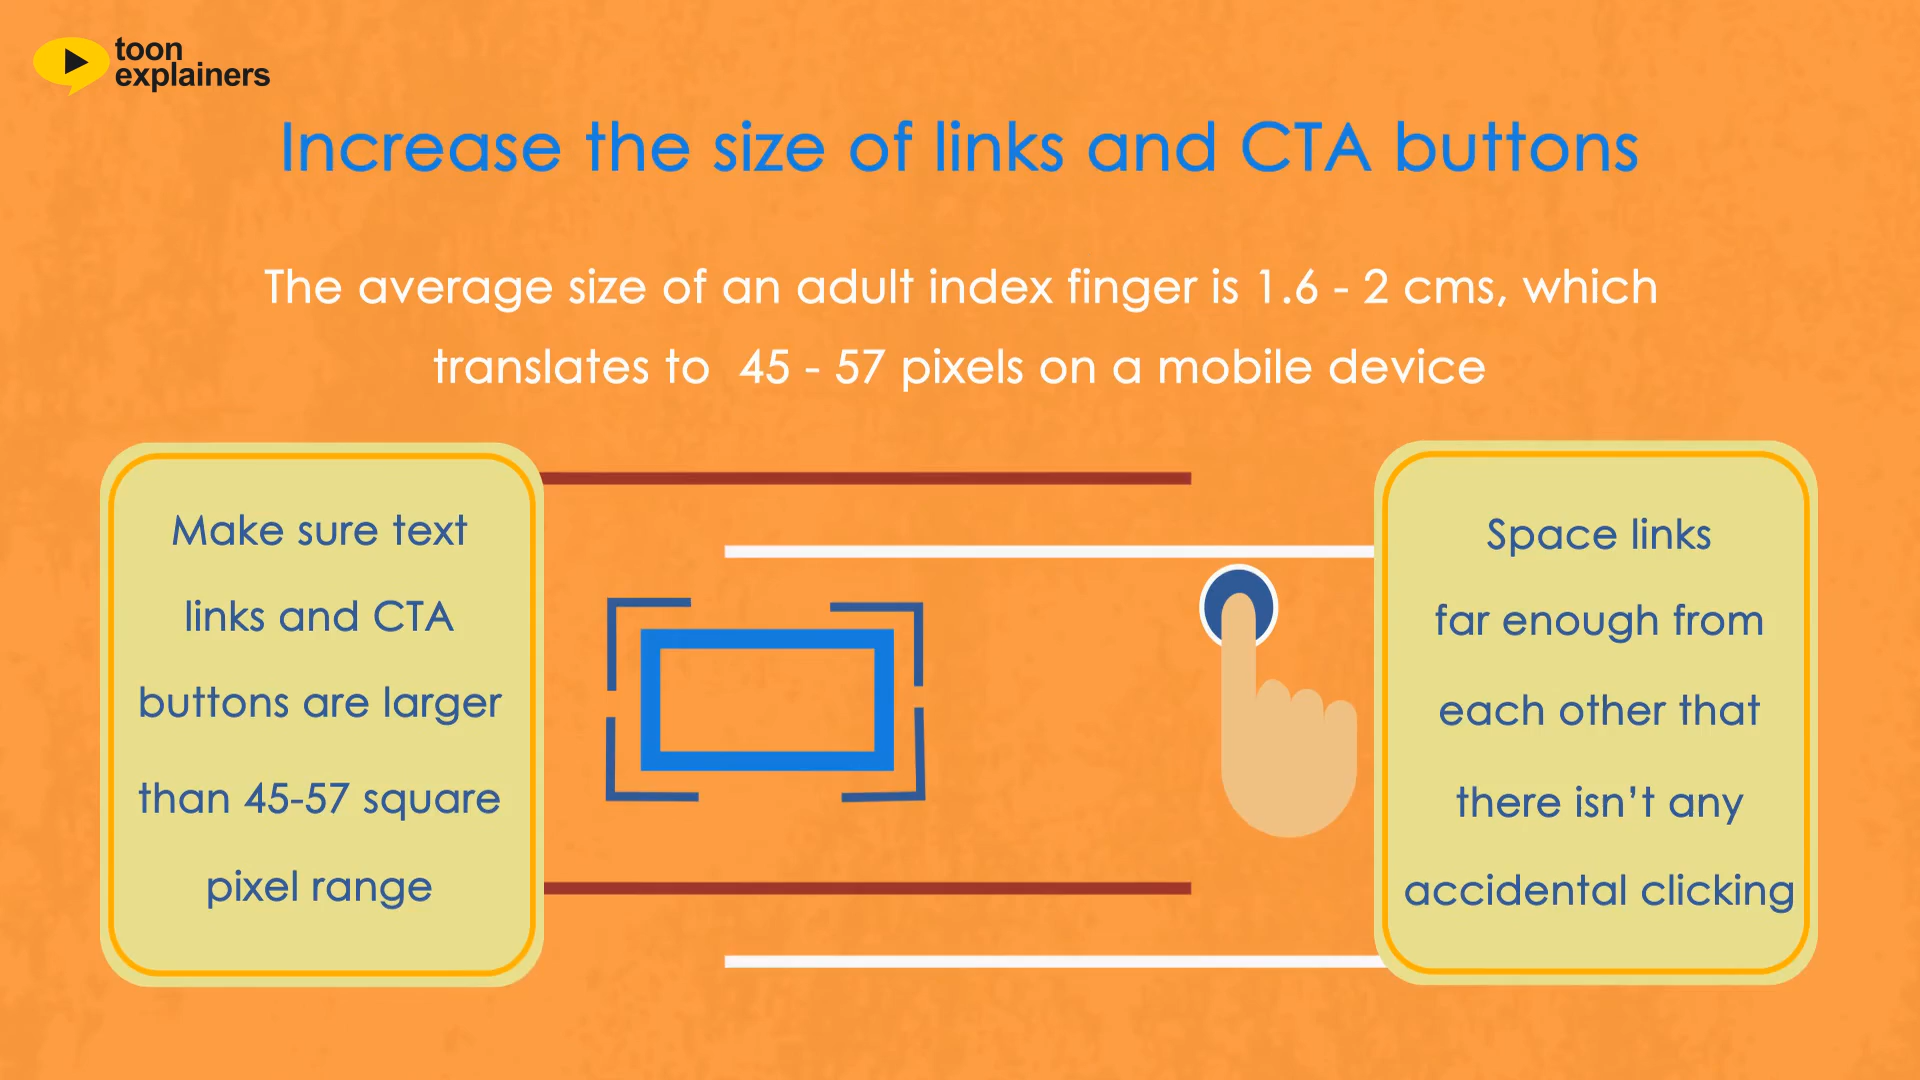 toon
explainers
Increase the size of links and CTA buttons
The average size of an adult index finger is 1.6 - 2 cms, which
translates to 45 - 57 pixels on a mobile device
Make sure text
links and CTA
buttons are larger
than 45-57 square
pixel range
Space links
far enough from
each other that
there isn’t any
accidental clicking